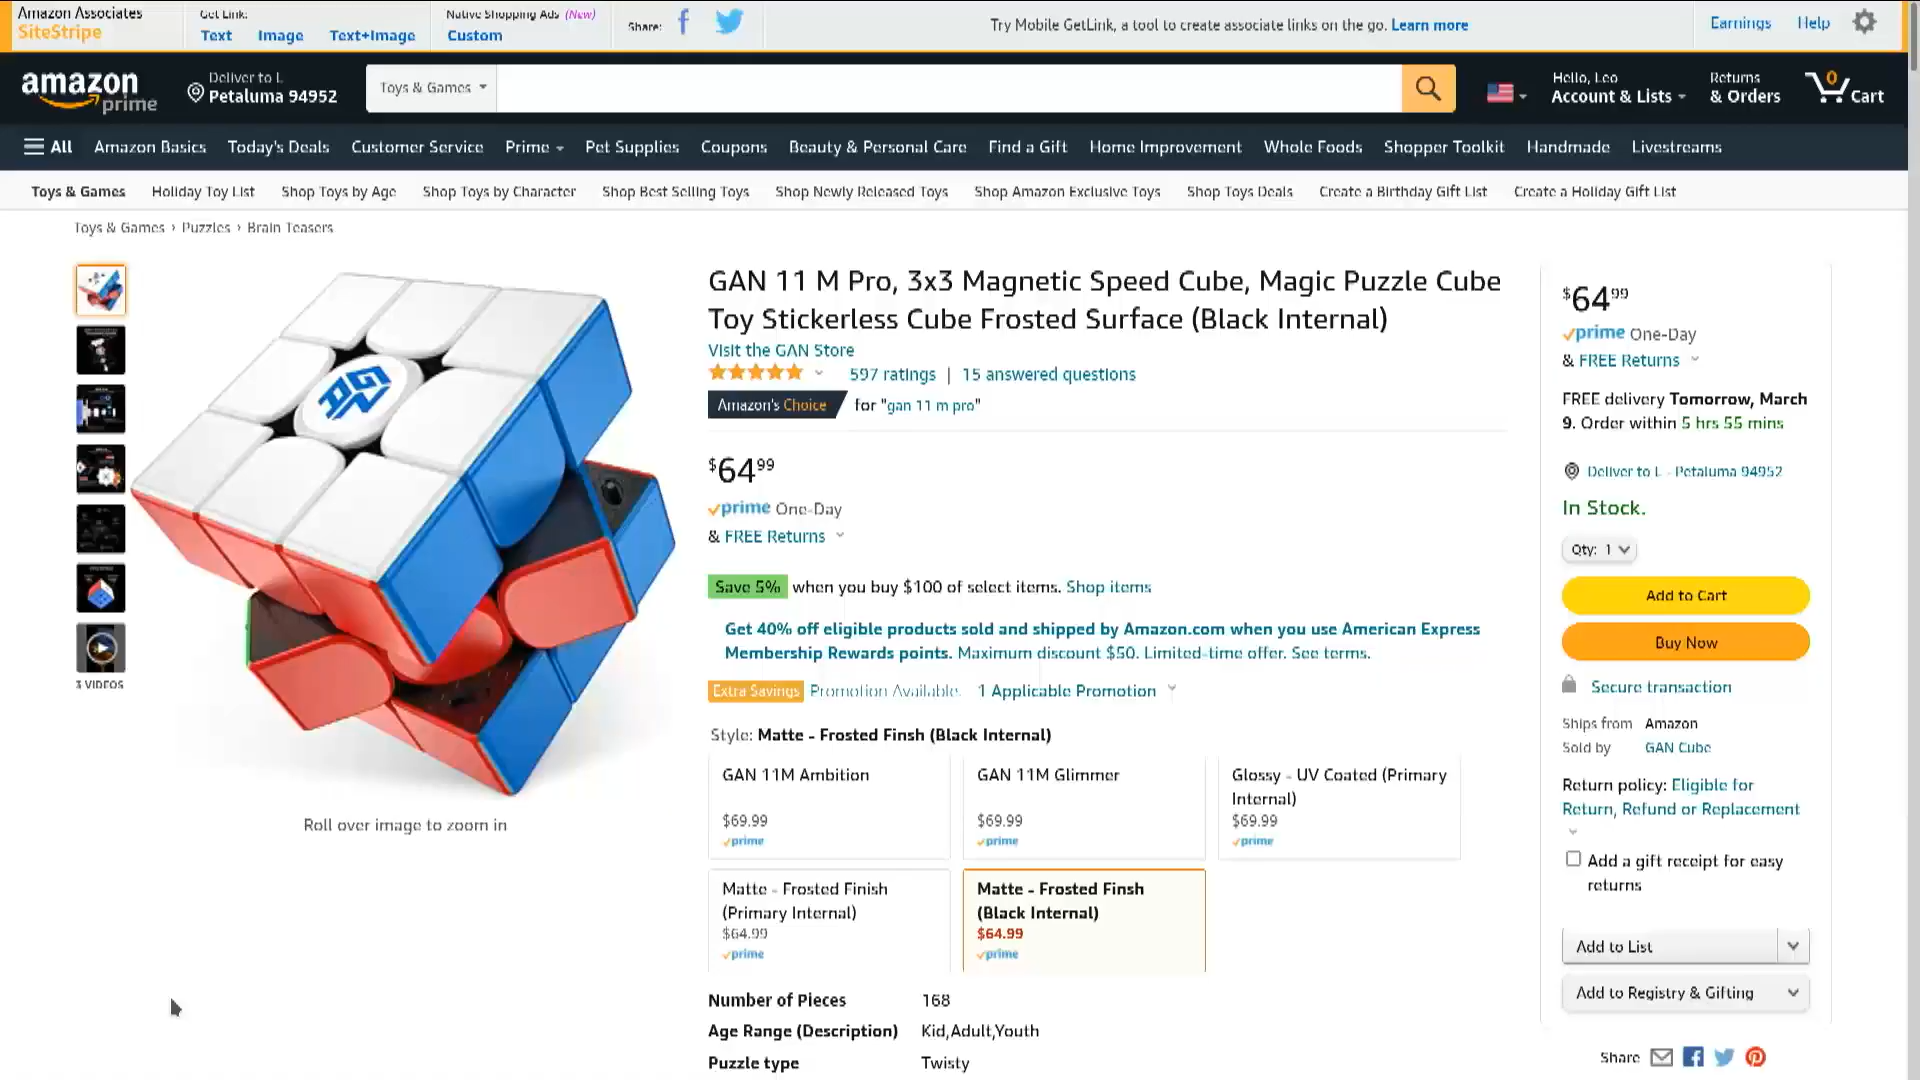 Amazon Associates
SiteStripe
Get Link:
Text Image Text+Image
Native Shopping Ads (New)
Custom
Share:
Try Mobile GetLink, a tool to create associate links on the go. Learn more
Earnings Help
amazon
prime
Deliver to L
Petaluma 94952
Toys & Games
Hello, Leo
Account & Lists
Returns
& Orders
0
Cart
All Amazon Basics Today's Deals Customer Service Prime Pet Supplies Coupons Beauty & Personal Care Find a Gift Home Improvement Whole Foods Shopper Toolkit Handmade Livestreams
Toys & Games Holiday Toy List Shop Toys by Age Shop Toys by Character Shop Best Selling Toys Shop Newly Released Toys Shop Amazon Exclusive Toys Shop Toys Deals Create a Birthday Gift List Create a Holiday Gift List
Toys & Games › Puzzles › Brain Teasers
GAN
3 VIDEOS
Roll over image to zoom in
GAN 11 M Pro, 3x3 Magnetic Speed Cube, Magic Puzzle Cube
Toy Stickerless Cube Frosted Surface (Black Internal)
Visit the GAN Store
597 ratings | 15 answered questions
Amazon's Choice for "gan 11 m pro"
$64.99
prime One-Day
& FREE Returns
Save 5% when you buy $100 of select items. Shop items
Get 40% off eligible products sold and shipped by Amazon.com when you use American Express
Membership Rewards points. Maximum discount $50. Limited-time offer. See terms.
Extra Savings Promotion Available. 1 Applicable Promotion
Style: Matte - Frosted Finsh (Black Internal)
GAN 11M Ambition
$69.99
prime
GAN 11M Glimmer
$69.99
prime
Glossy - UV Coated (Primary
Internal)
$69.99
prime
Matte - Frosted Finish
(Primary Internal)
$64.99
prime
Matte - Frosted Finsh
(Black Internal)
$64.99
prime
Number of Pieces 168
Age Range (Description) Kid,Adult,Youth
Puzzle type Twisty
$64.99
prime One-Day
& FREE Returns
FREE delivery Tomorrow, March
9. Order within 5 hrs 55 mins
Deliver to L - Petaluma 94952
In Stock.
Qty: 1
Add to Cart
Buy Now
Secure transaction
Ships from Amazon
Sold by GAN Cube
Return policy: Eligible for
Return, Refund or Replacement
Add a gift receipt for easy
returns
Add to List
Add to Registry & Gifting
Share